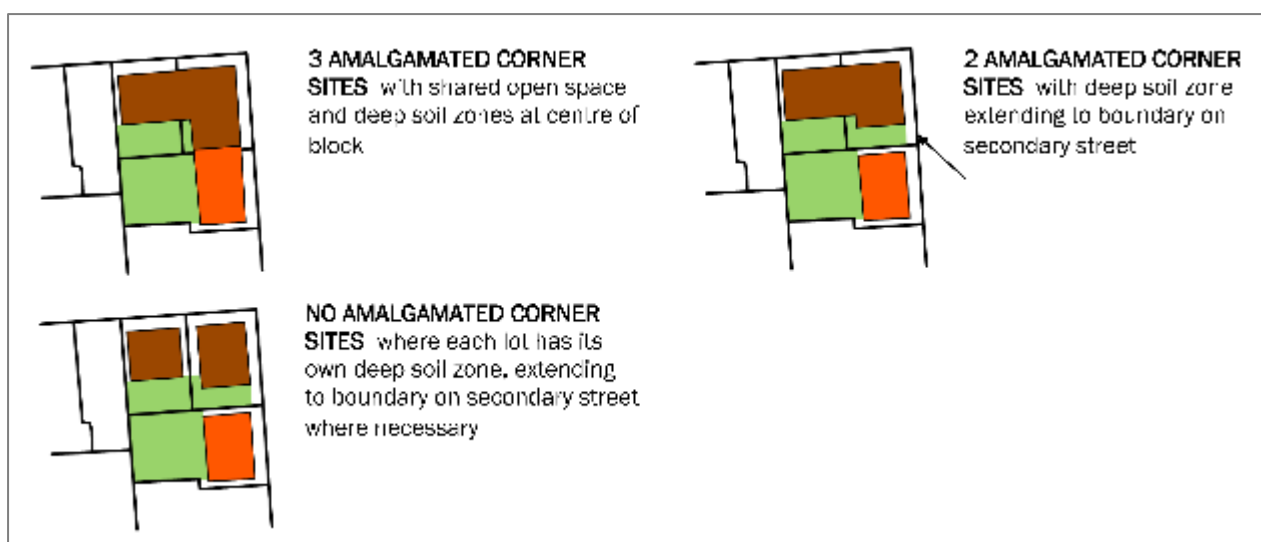 3 AMALGAMATED CORNER
SITES with shared open space
and deep soil zones at centre of
block
2 AMALGAMATED CORNER
SITES with deep soil zone
extending to boundary on
secondary street
NO AMALGAMATED CORNER
SITES where each lot has its
own deep soil zone, extending
to boundary on secondary street
where necessary